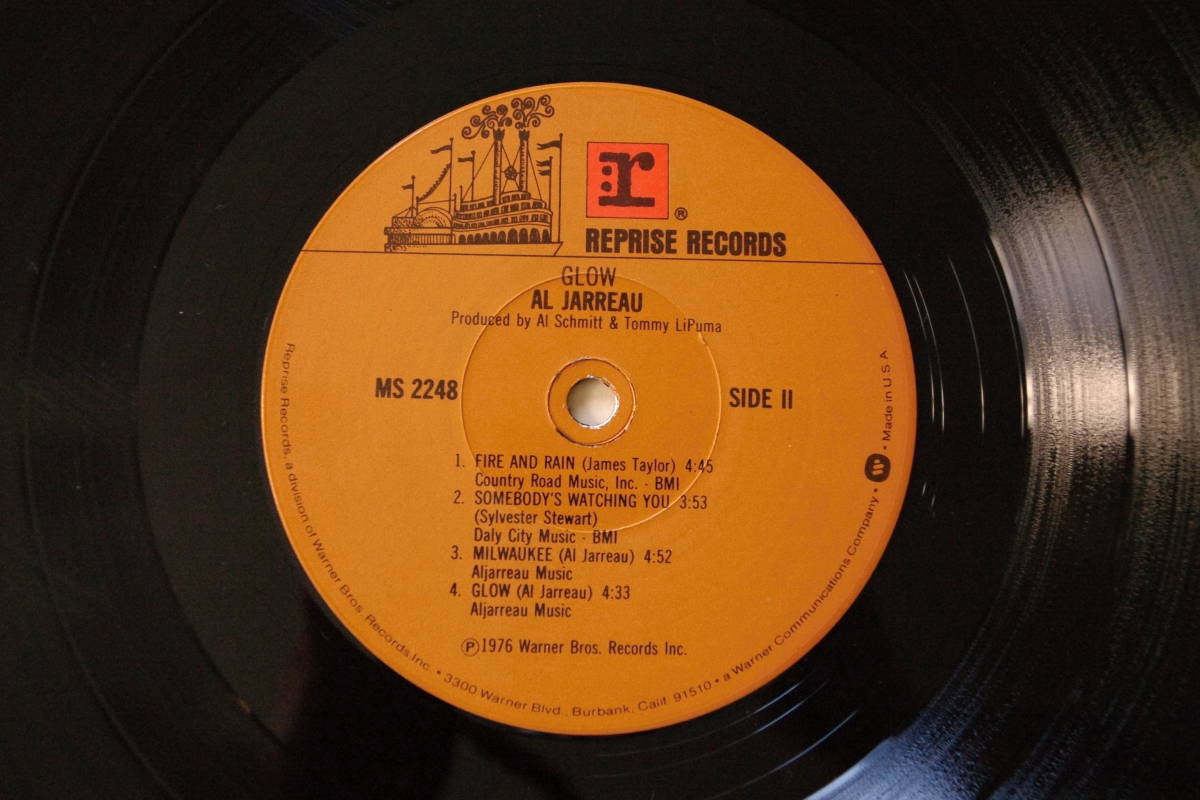 r
®
REPRISE RECORDS
GLOW
AL JARREAU
Produced by Al Schmitt & Tommy LiPuma
MS 2248
SIDE II
1. FIRE AND RAIN (James Taylor) 4:45
Country Road Music, Inc. - BMI
2. SOMEBODY'S WATCHING YOU 3:53
(Sylvester Stewart)
Daly City Music - BMI
3. MILWAUKEE (Al Jarreau) 4:52
Aljarreau Music
4. GLOW (Al Jarreau) 4:33
Aljarreau Music
Ⓟ1976 Warner Bros. Records Inc.
Reprise Records, a division of Warner Bros. Records Inc. • 3300 Warner Blvd., Burbank, Calif. 91510 • a Warner Communications Company • W • Made in U.S.A